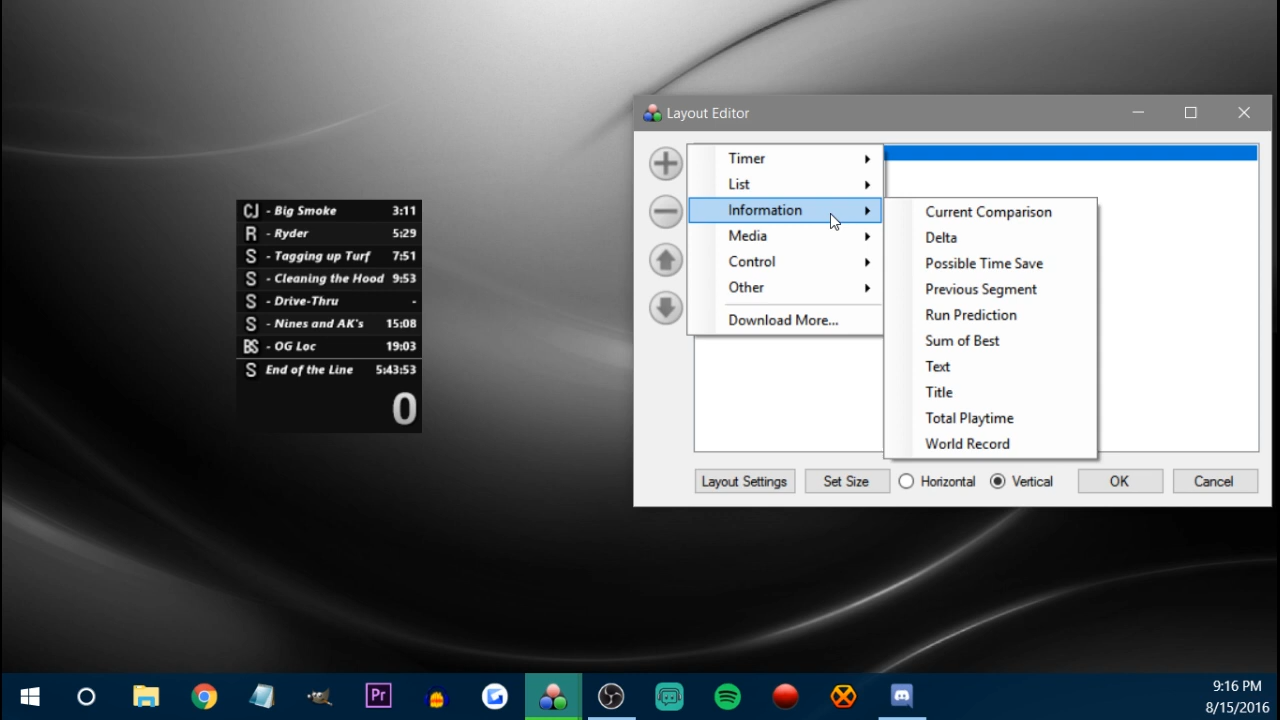 Layout Editor
CJ - Big Smoke 3:11
R - Ryder 5:29
S - Tagging up Turf 7:51
S - Cleaning the Hood 9:53
S - Drive-Thru -
S - Nines and AK's 15:08
BS - OG Loc 19:03
S End of the Line 5:43:53
0
Timer
List
Information
Media
Control
Other
Download More...
Current Comparison
Delta
Possible Time Save
Previous Segment
Run Prediction
Sum of Best
Text
Title
Total Playtime
World Record
Layout Settings
Set Size
Horizontal
Vertical
OK
Cancel
Pr
9:16 PM
8/15/2016